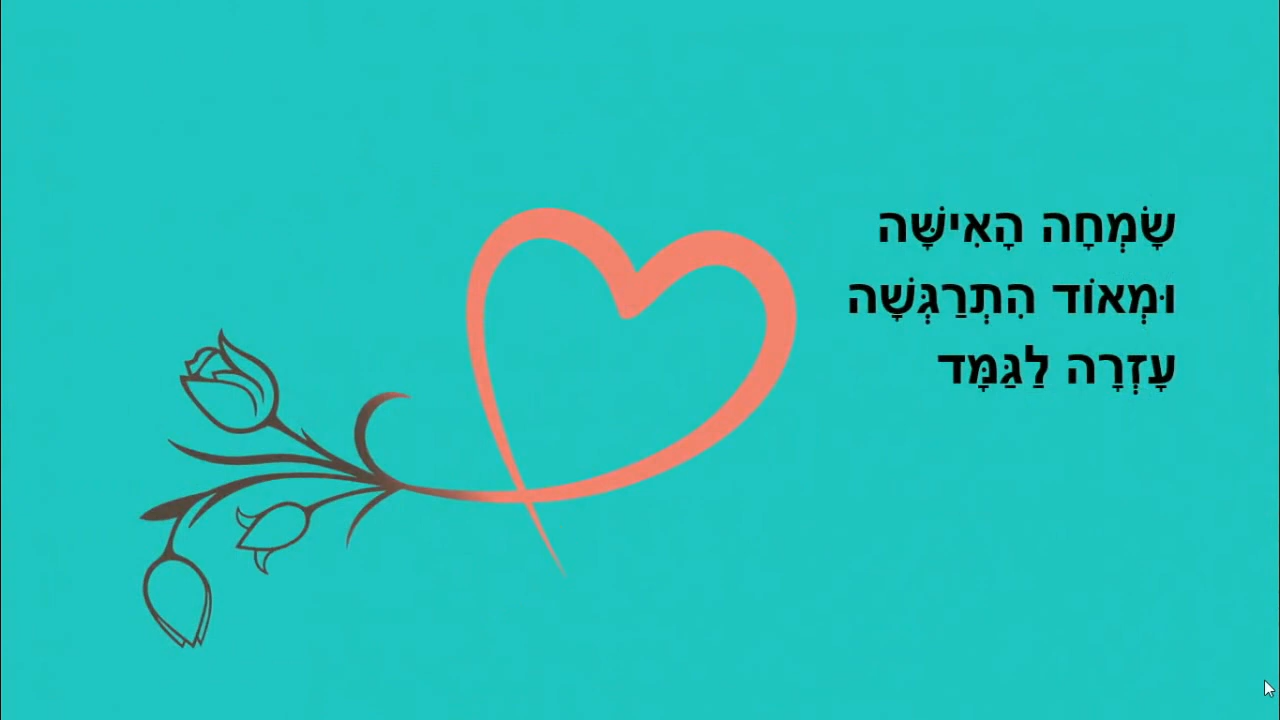 שָׂמְחָה הָאִישָּׁה
וּמְאוֹד הִתְרַגְּשָׁה
עָזְרָה לַגַּמָּד